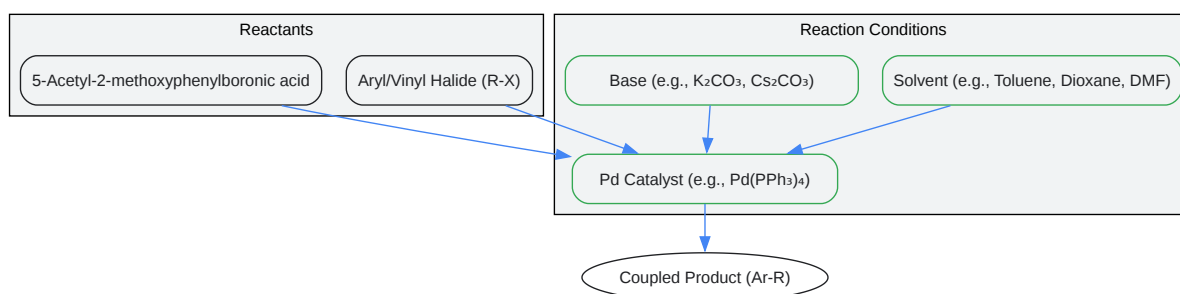 Reactants
Reaction Conditions
5-Acetyl-2-methoxyphenylboronic acid
Aryl/Vinyl Halide (R-X)
Base (e.g., K₂CO₃, Cs₂CO₃)
Solvent (e.g., Toluene, Dioxane, DMF)
Pd Catalyst (e.g., Pd(PPh₃)₄)
Coupled Product (Ar-R)